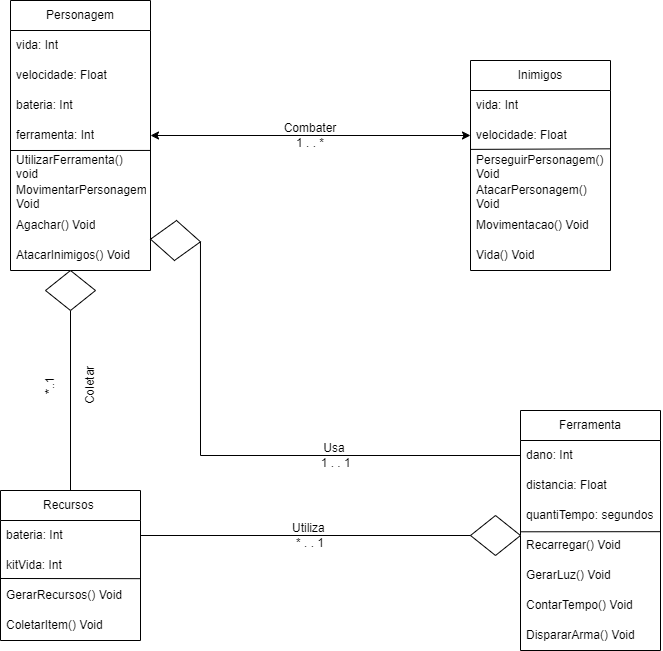 Personagem
vida: Int
velocidade: Float
bateria: Int
ferramenta: Int
UtilizarFerramenta()
void
MovimentarPersonagem
Void
Agachar() Void
AtacarInimigos() Void
Combater
1 . . *
Inimigos
vida: Int
velocidade: Float
PerseguirPersonagem()
Void
AtacarPersonagem()
Void
Movimentacao() Void
Vida() Void
*..1
Coletar
Usa
1 . . 1
Ferramenta
dano: Int
distancia: Float
quantiTempo: segundos
Recarregar() Void
GerarLuz() Void
ContarTempo() Void
DispararArma() Void
Recursos
bateria: Int
kitVida: Int
GerarRecursos() Void
ColetarItem() Void
Utiliza
* . . 1